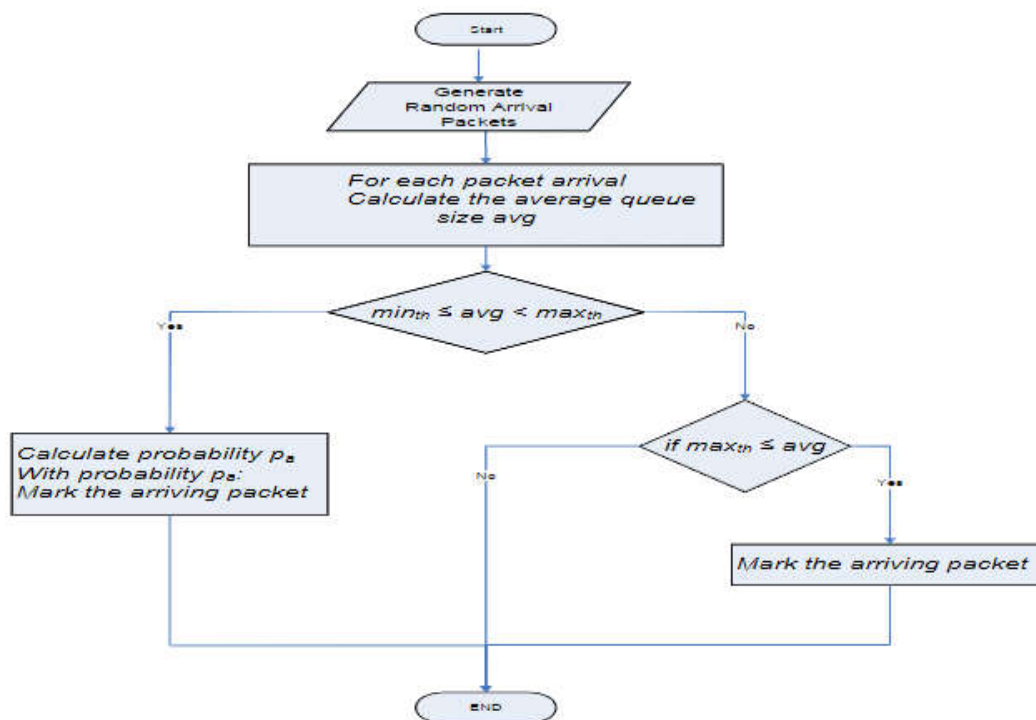 Start
Generate
Random Arrival
Packets
For each packet arrival
Calculate the average queue
size avg
minth ≤ avg < maxth
Yes
No
Calculate probability pa
With probability pa:
Mark the arriving packet
if maxth ≤ avg
No
Yes
Mark the arriving packet
END